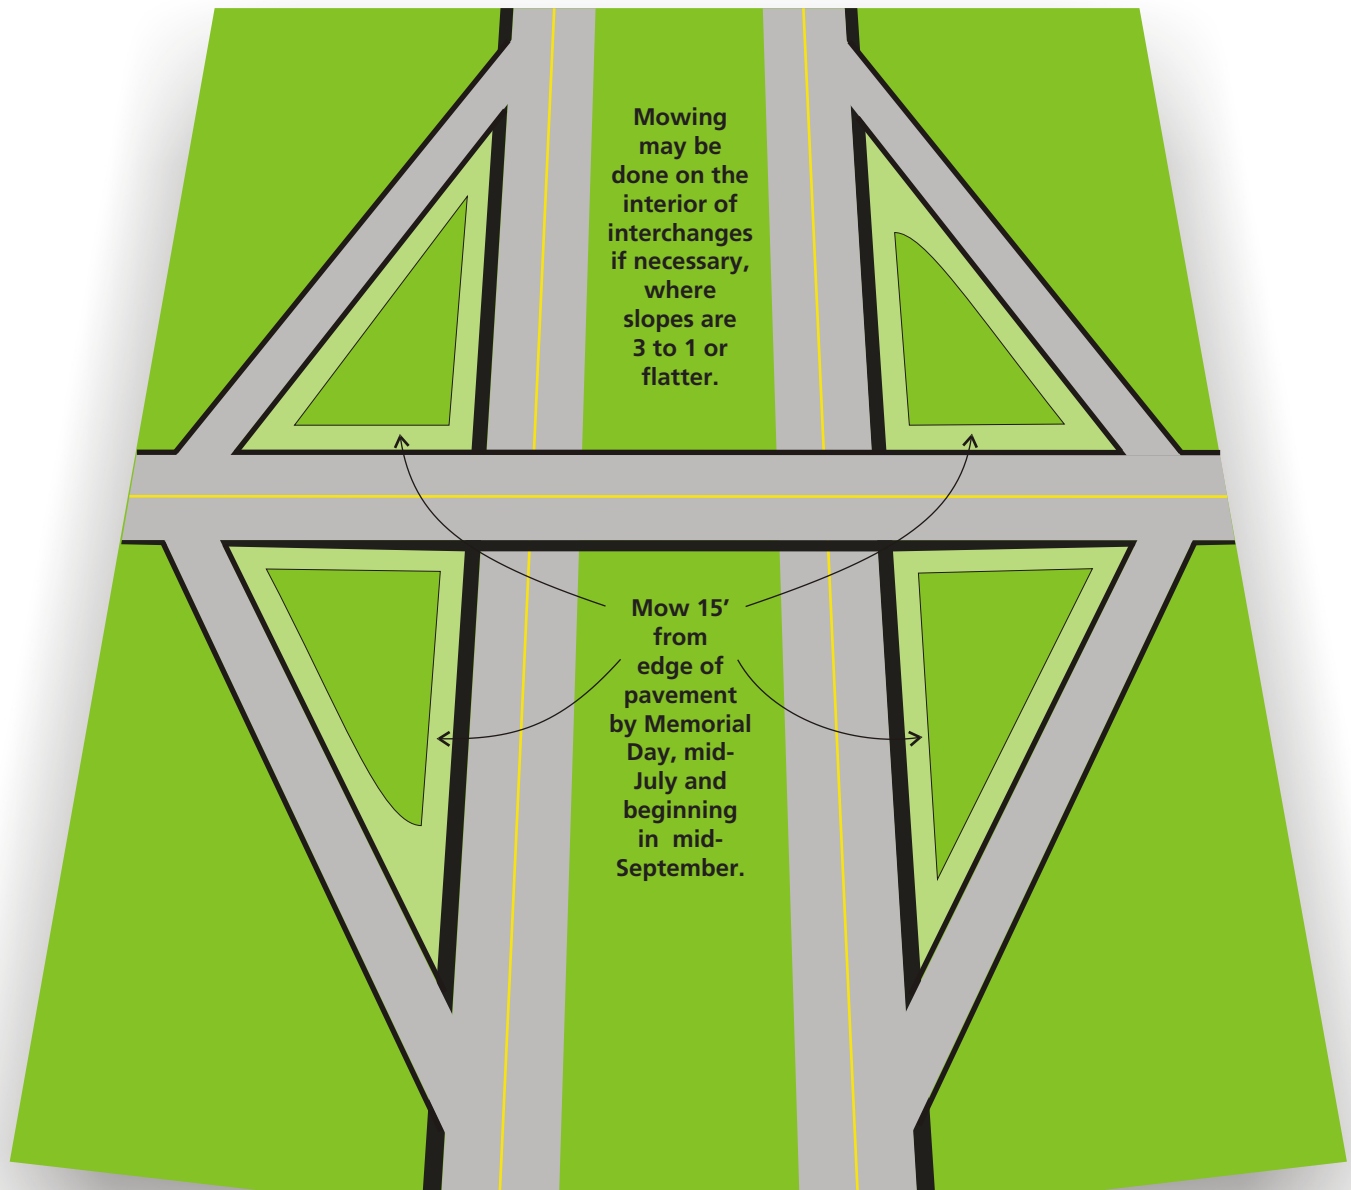 Mowing
may be
done on the
interior of
interchanges
if necessary,
where
slopes are
3 to 1 or
flatter.
Mow 15’
from
edge of
pavement
by Memorial
Day, mid-
July and
beginning
in mid-
September.